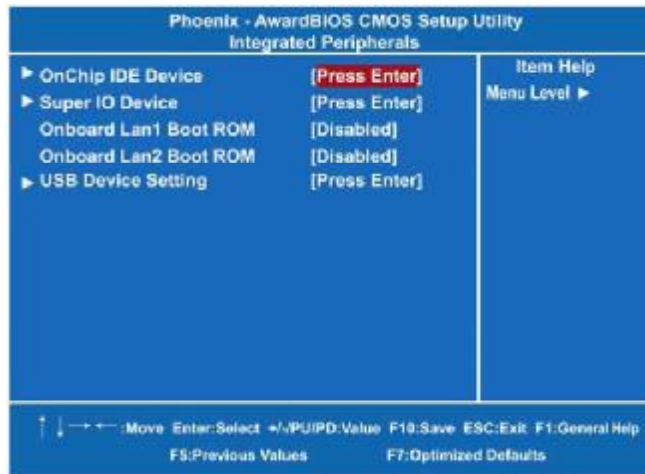 Phoenix - AwardBIOS CMOS Setup Utility
Integrated Peripherals
▶ OnChip IDE Device [Press Enter]
▶ Super IO Device [Press Enter]
Onboard Lan1 Boot ROM [Disabled]
Onboard Lan2 Boot ROM [Disabled]
▶ USB Device Setting [Press Enter]
Item Help
Menu Level ▶
↑ ↓ → ← :Move Enter:Select +/-/PU/PD:Value F10:Save ESC:Exit F1:General Help
F5:Previous Values F7:Optimized Defaults